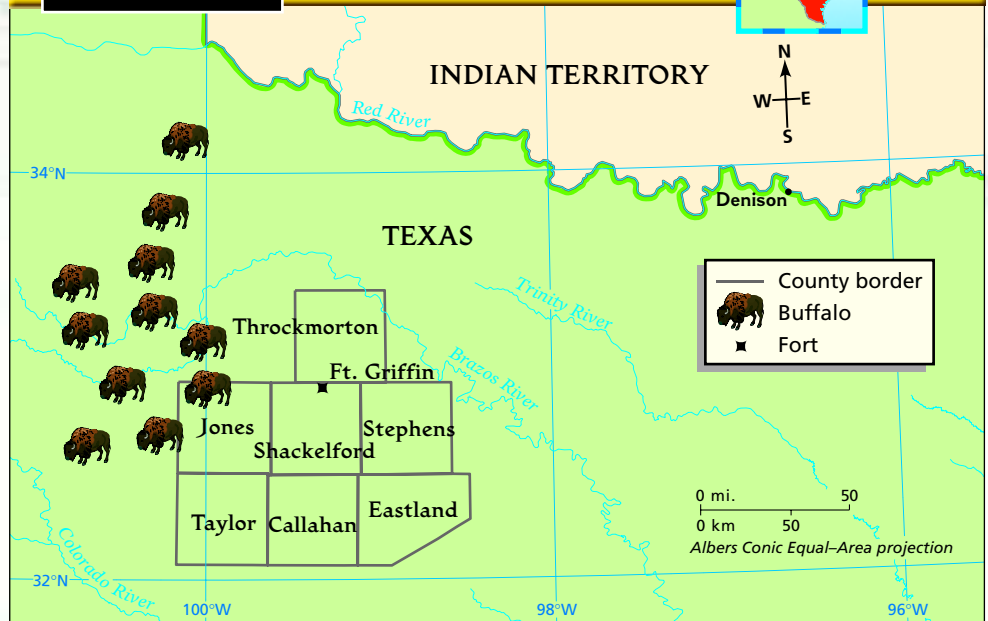 INDIAN TERRITORY
N
W E
S
Red River
34°N
Denison
TEXAS
County border
Buffalo
Fort
Trinity River
Throckmorton
Brazos River
Ft. Griffin
Jones
Stephens
Shackelford
0 mi. 50
0 km 50
Albers Conic Equal–Area projection
Taylor
Callahan
Eastland
Colorado River
32°N
100°W
98°W
96°W